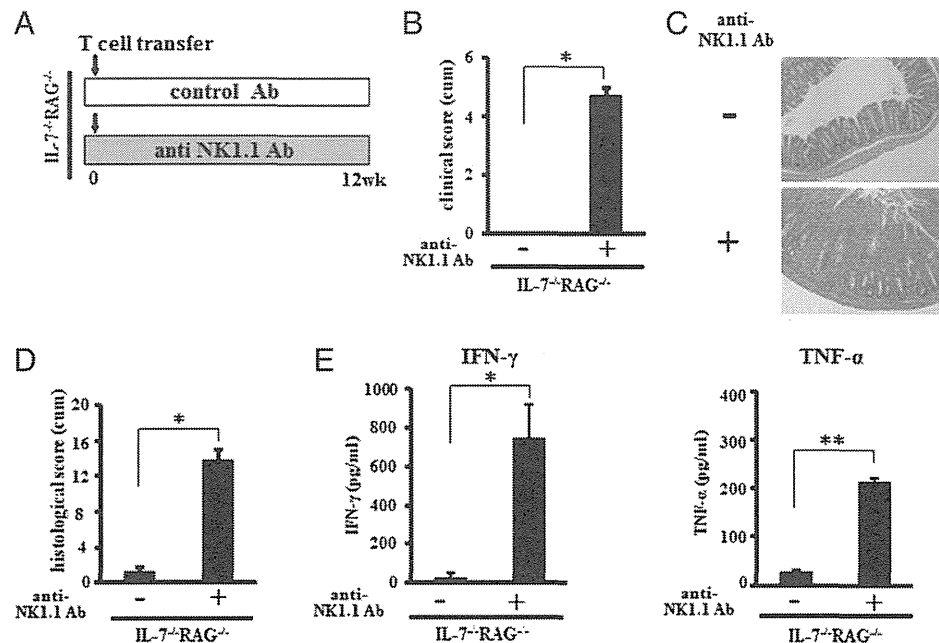 A
T cell transfer
IL-7-/-RAG-/-
control Ab
anti NK1.1 Ab
0
12wk
B
*
clinical score (cum)
6
4
2
0
anti-
NK1.1 Ab
-
+
IL-7-/-RAG-/-
C
anti-
NK1.1 Ab
-
+
D
*
histological score (cum)
20
16
12
8
4
0
anti-
NK1.1 Ab
-
+
IL-7-/-RAG-/-
E
IFN-γ
*
IFN-γ (pg/ml)
1000
800
600
400
200
0
anti-
NK1.1 Ab
-
+
IL-7-/-RAG-/-
TNF-α
**
TNF-α (pg/ml)
400
300
200
100
0
anti-
NK1.1 Ab
-
+
IL-7-/-RAG-/-